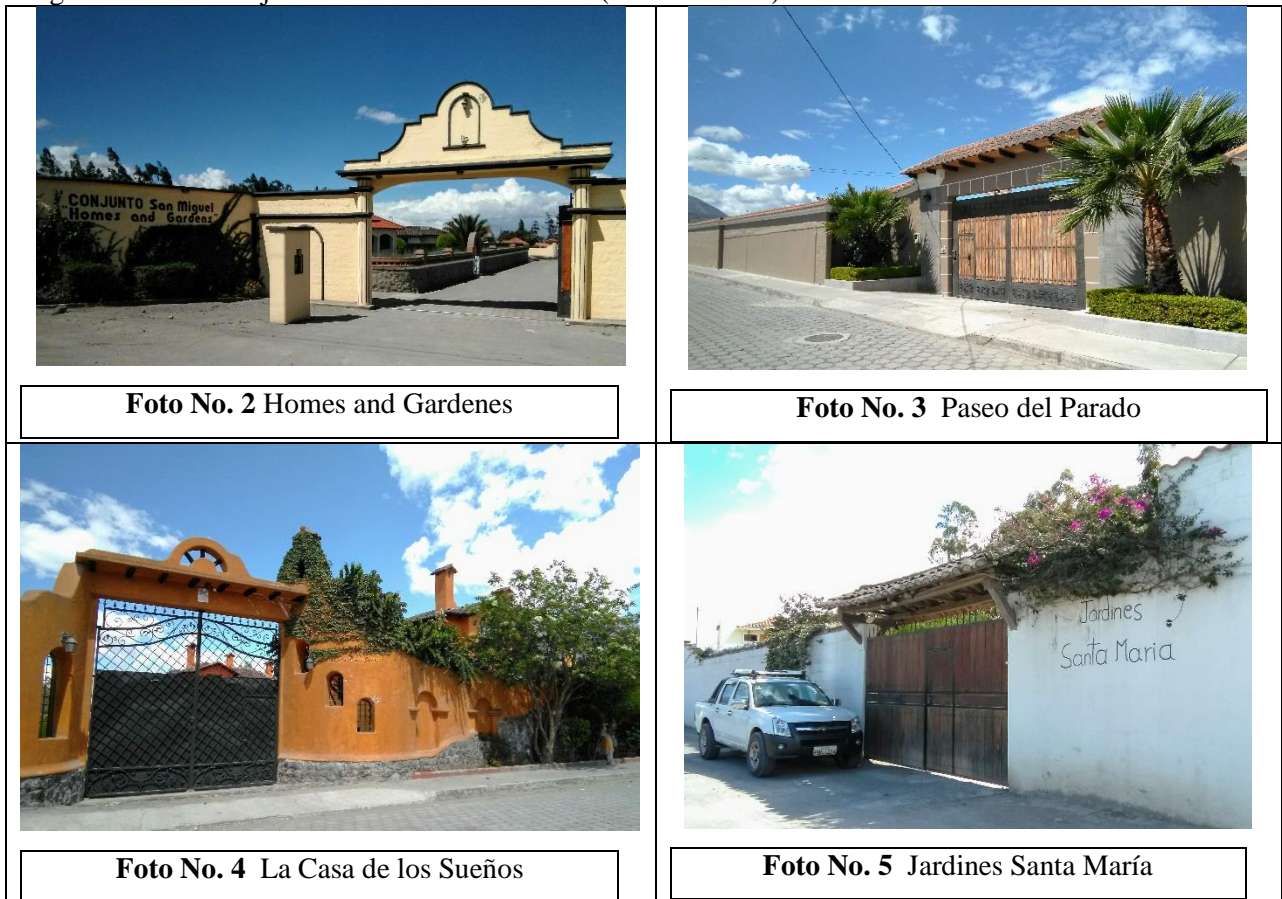 "CONJUNTO San Miguel
"Homes and Gardens"
Foto No. 2 Homes and Gardenes
Foto No. 3 Paseo del Parado
Foto No. 4 La Casa de los Sueños
Jardines
Santa Maria
Foto No. 5 Jardines Santa María